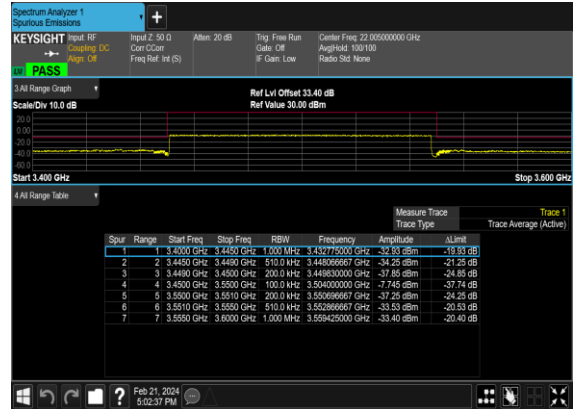 Spectrum Analyzer 1
Spurious Emissions
+
KEYSIGHT Input: RF Input Z: 50 Ω Atten: 20 dB Trig: Free Run Center Freq: 22.005000000 GHz
Coupling: DC Corr CCorr Gate: Off Avg|Hold: 100/100
Align: Off Freq Ref: Int (S) IF Gain: Low Radio Std: None
PASS
3 All Range Graph
Ref Lvl Offset 33.40 dB
Scale/Div 10.0 dB Ref Value 30.00 dBm
20.0
0.00
-20.0
-40.0
-60.0
Start 3.400 GHz Stop 3.600 GHz
4 All Range Table
Measure Trace Trace 1
Trace Type Trace Average (Active)
Spur Range Start Freq Stop Freq RBW Frequency Amplitude ΔLimit
1 1 3.4000 GHz 3.4450 GHz 1.000 MHz 3.432775000 GHz -32.93 dBm -19.93 dB
2 2 3.4450 GHz 3.4490 GHz 510.0 kHz 3.448066667 GHz -34.25 dBm -21.25 dB
3 3 3.4490 GHz 3.4500 GHz 200.0 kHz 3.449830000 GHz -37.85 dBm -24.85 dB
4 4 3.4500 GHz 3.5500 GHz 100.0 kHz 3.504000000 GHz -7.745 dBm -37.74 dB
5 5 3.5500 GHz 3.5510 GHz 200.0 kHz 3.550696667 GHz -37.25 dBm -24.25 dB
6 6 3.5510 GHz 3.5550 GHz 510.0 kHz 3.552866667 GHz -33.53 dBm -20.53 dB
7 7 3.5550 GHz 3.6000 GHz 1.000 MHz 3.559425000 GHz -33.40 dBm -20.40 dB
? Feb 21, 2024
5:02:37 PM